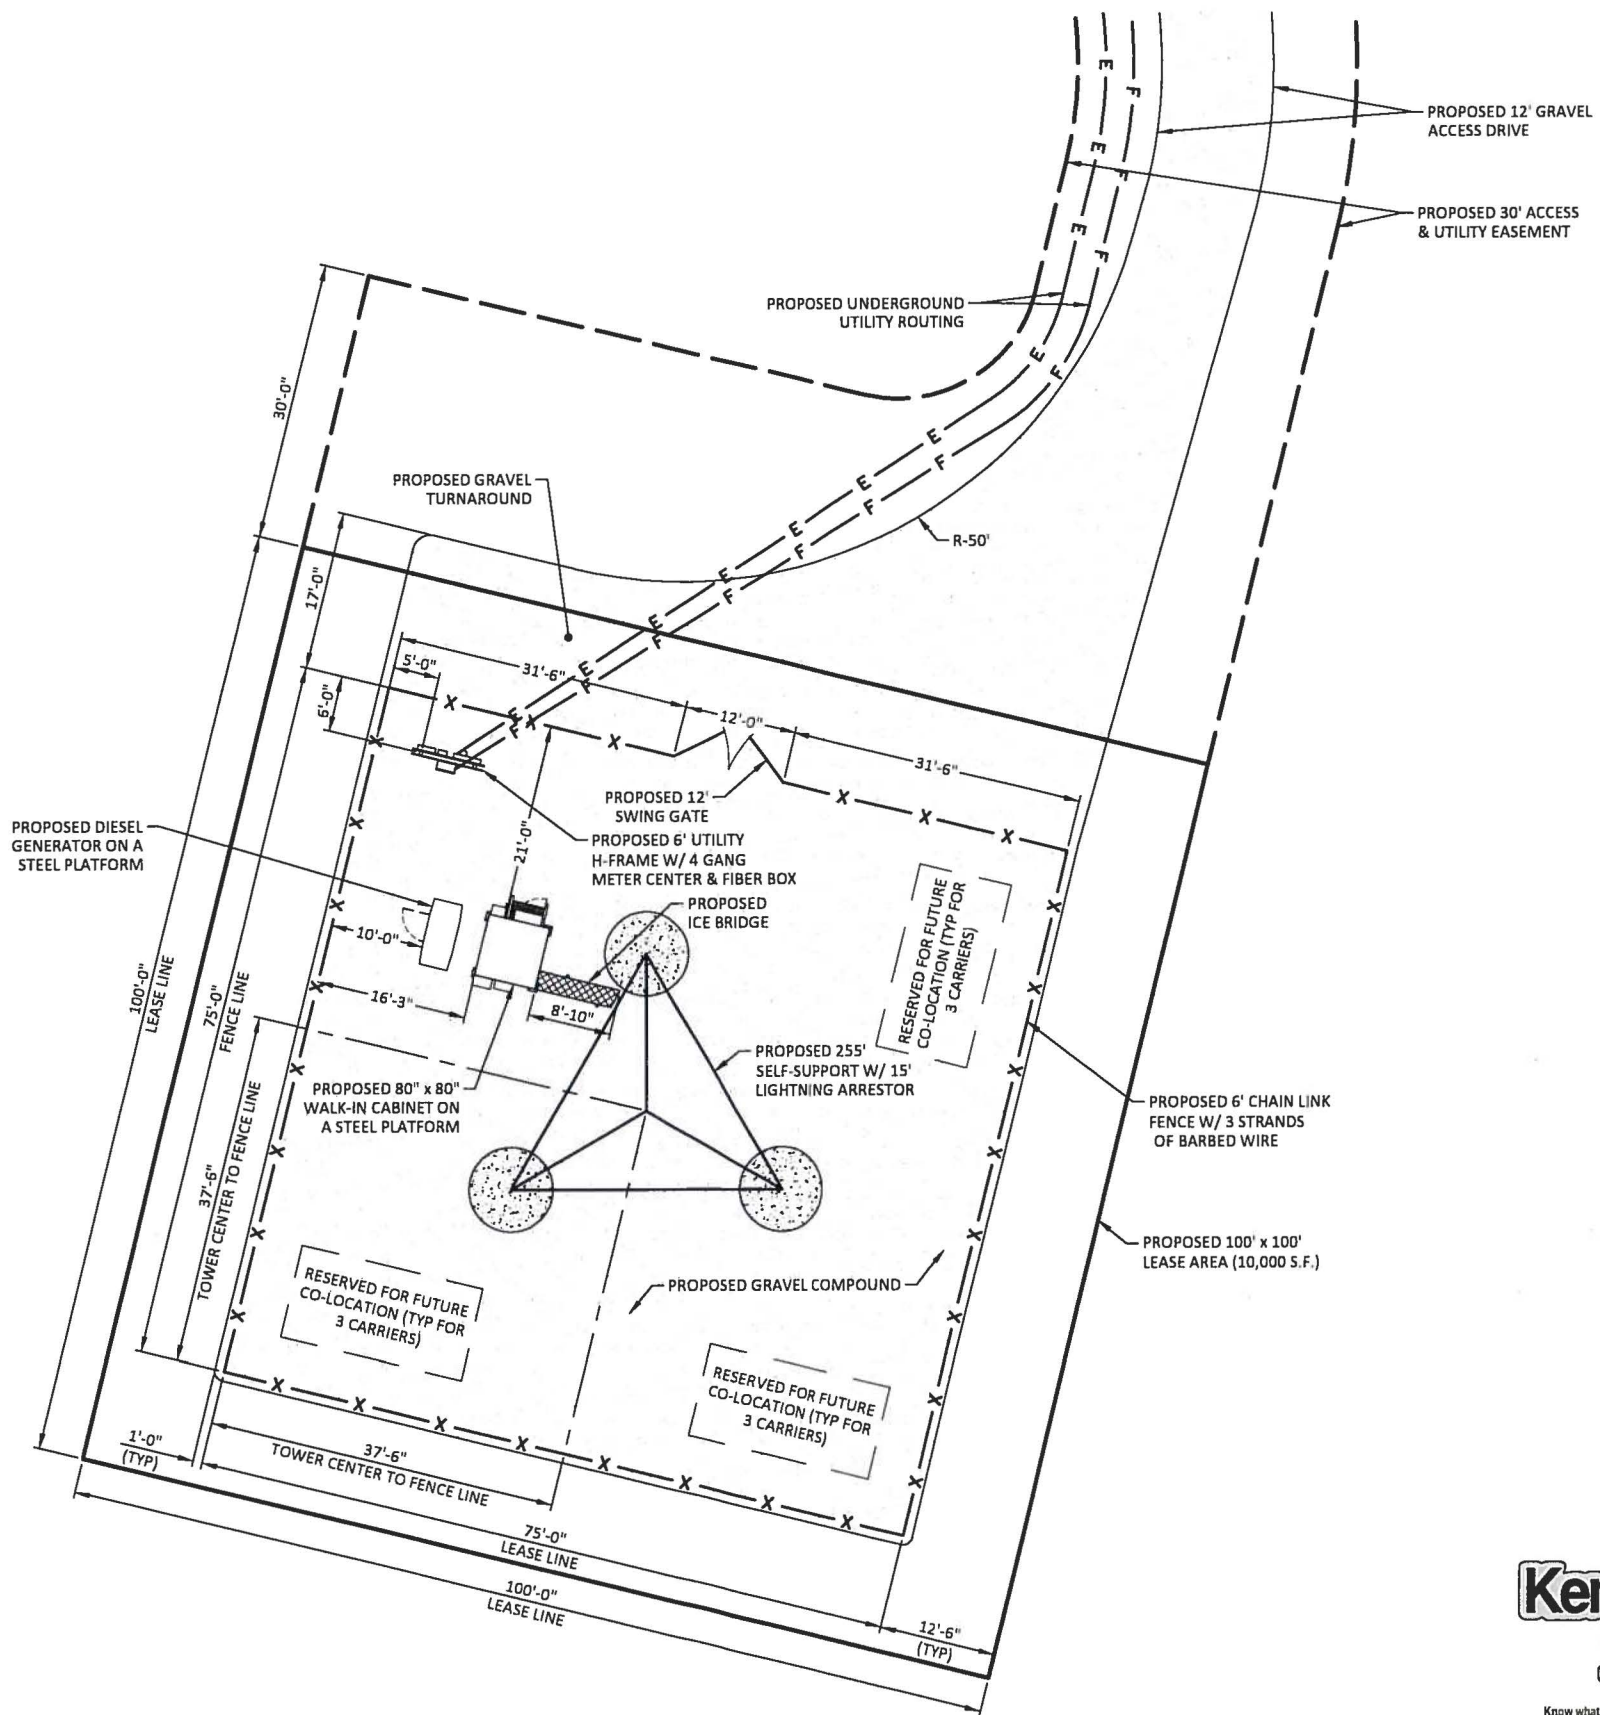 PROPOSED 12' GRAVEL
ACCESS DRIVE
PROPOSED 30' ACCESS
& UTILITY EASEMENT
PROPOSED UNDERGROUND
UTILITY ROUTING
E
F
E
F
E
F
E
F
E
F
E
F
E
F
E
F
E
F
E
F
E
F
30'-0"
PROPOSED GRAVEL
TURNAROUND
R-50'
17'-0"
5'-0"
31'-6"
12'-0"
31'-6"
6'-0"
X
X
X
X
X
X
X
PROPOSED 12'
SWING GATE
PROPOSED 6' UTILITY
H-FRAME W/ 4 GANG
METER CENTER & FIBER BOX
21'-0"
PROPOSED DIESEL
GENERATOR ON A
STEEL PLATFORM
PROPOSED
ICE BRIDGE
RESERVED FOR FUTURE
CO-LOCATION (TYP FOR
3 CARRIERS)
10'-0"
16'-3"
8'-10"
100'-0"
LEASE LINE
75'-0"
FENCE LINE
PROPOSED 255'
SELF-SUPPORT W/ 15'
LIGHTNING ARRESTOR
PROPOSED 80" x 80"
WALK-IN CABINET ON
A STEEL PLATFORM
PROPOSED 6' CHAIN LINK
FENCE W/ 3 STRANDS
OF BARBED WIRE
37'-6"
TOWER CENTER TO FENCE LINE
PROPOSED 100' x 100'
LEASE AREA (10,000 S.F.)
PROPOSED GRAVEL COMPOUND
RESERVED FOR FUTURE
CO-LOCATION (TYP FOR
3 CARRIERS)
RESERVED FOR FUTURE
CO-LOCATION (TYP FOR
3 CARRIERS)
X
X
X
X
X
X
X
X
1'-0"
(TYP)
37'-6"
TOWER CENTER TO FENCE LINE
75'-0"
LEASE LINE
100'-0"
LEASE LINE
12'-6"
(TYP)
Ker
Know what